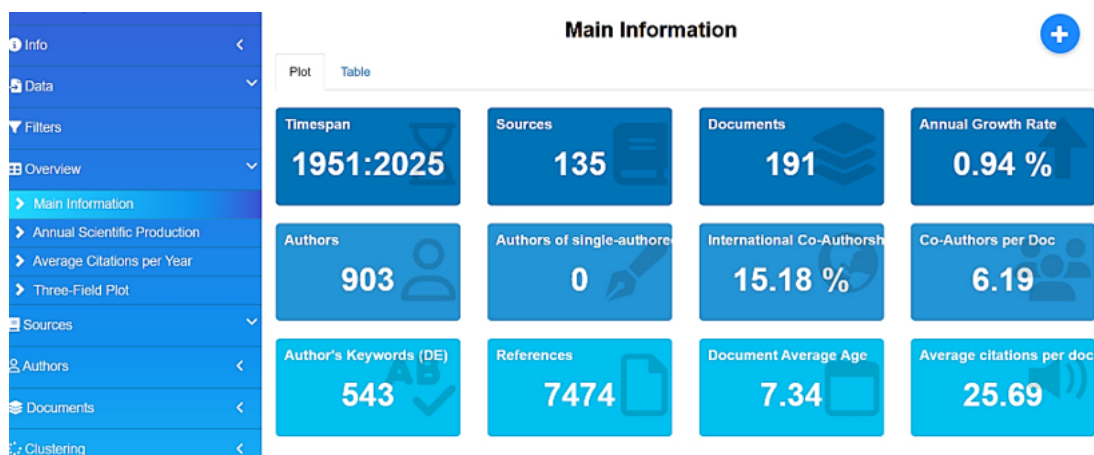 Main Information
Info
Data
Filters
Overview
Main Information
Annual Scientific Production
Average Citations per Year
Three-Field Plot
Sources
Authors
Documents
Clustering
Plot Table
Timespan
1951:2025
Sources
135
Documents
191
Annual Growth Rate
0.94 %
Authors
903
Authors of single-authore
0
International Co-Authorsh
15.18 %
Co-Authors per Doc
6.19
Author's Keywords (DE)
543
References
7474
Document Average Age
7.34
Average citations per doc
25.69